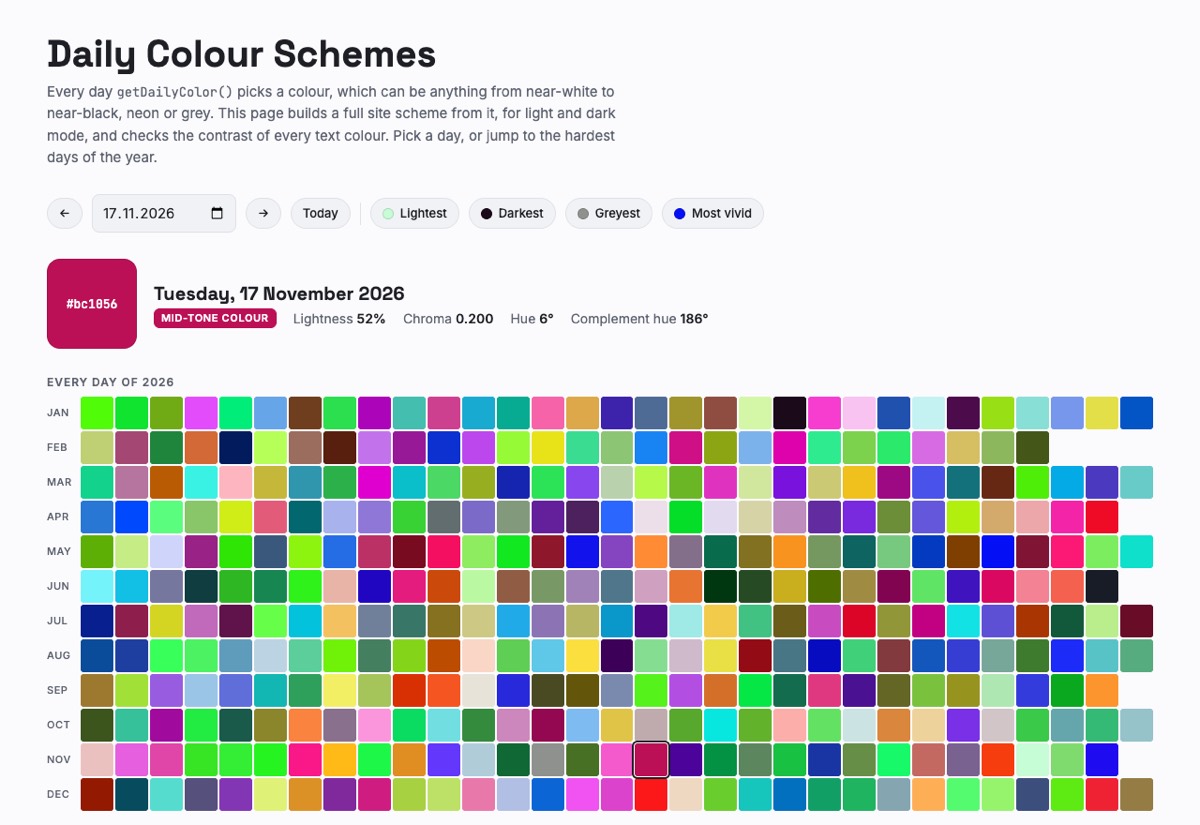 Daily Colour Schemes
Every day getDailyColor() picks a colour, which can be anything from near-white to
near-black, neon or grey. This page builds a full site scheme from it, for light and dark
mode, and checks the contrast of every text colour. Pick a day, or jump to the hardest
days of the year.
← 17.11.2026 → Today Lightest Darkest Greyest Most vivid
#bc1056
Tuesday, 17 November 2026
MID-TONE COLOUR Lightness 52% Chroma 0.200 Hue 6° Complement hue 186°
EVERY DAY OF 2026
JAN
FEB
MAR
APR
MAY
JUN
JUL
AUG
SEP
OCT
NOV
DEC